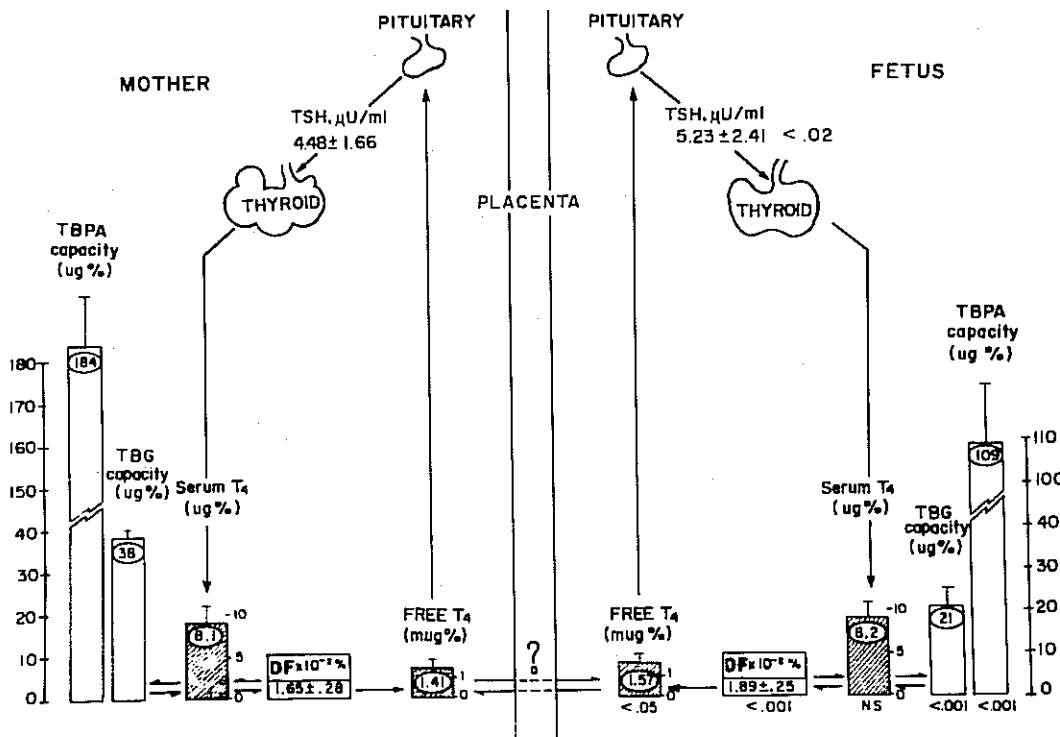 PITUITARY
PITUITARY
MOTHER
FETUS
TSH, μU/ml
4.48 ± 1.66
TSH, μU/ml
5.23 ± 2.41 < .02
THYROID
PLACENTA
THYROID
TBPA
capacity
(ug %)
TBPA
capacity
(ug %)
184
180
170
160
150
40
30
20
10
0
TBG
capacity
(ug %)
38
Serum T4
(ug %)
8.1
10
5
0
DF x10⁻² %
1.65 ± .28
FREE T4
(mug %)
1.41
1
0
?
FREE T4
(mug %)
1.57
1
0
<.05
DF x10⁻² %
1.89 ± .25
<.001
Serum T4
(ug %)
8.2
10
5
0
NS
TBG
capacity
(ug %)
21
<.001
109
<.001
110
100
40
30
20
10
0